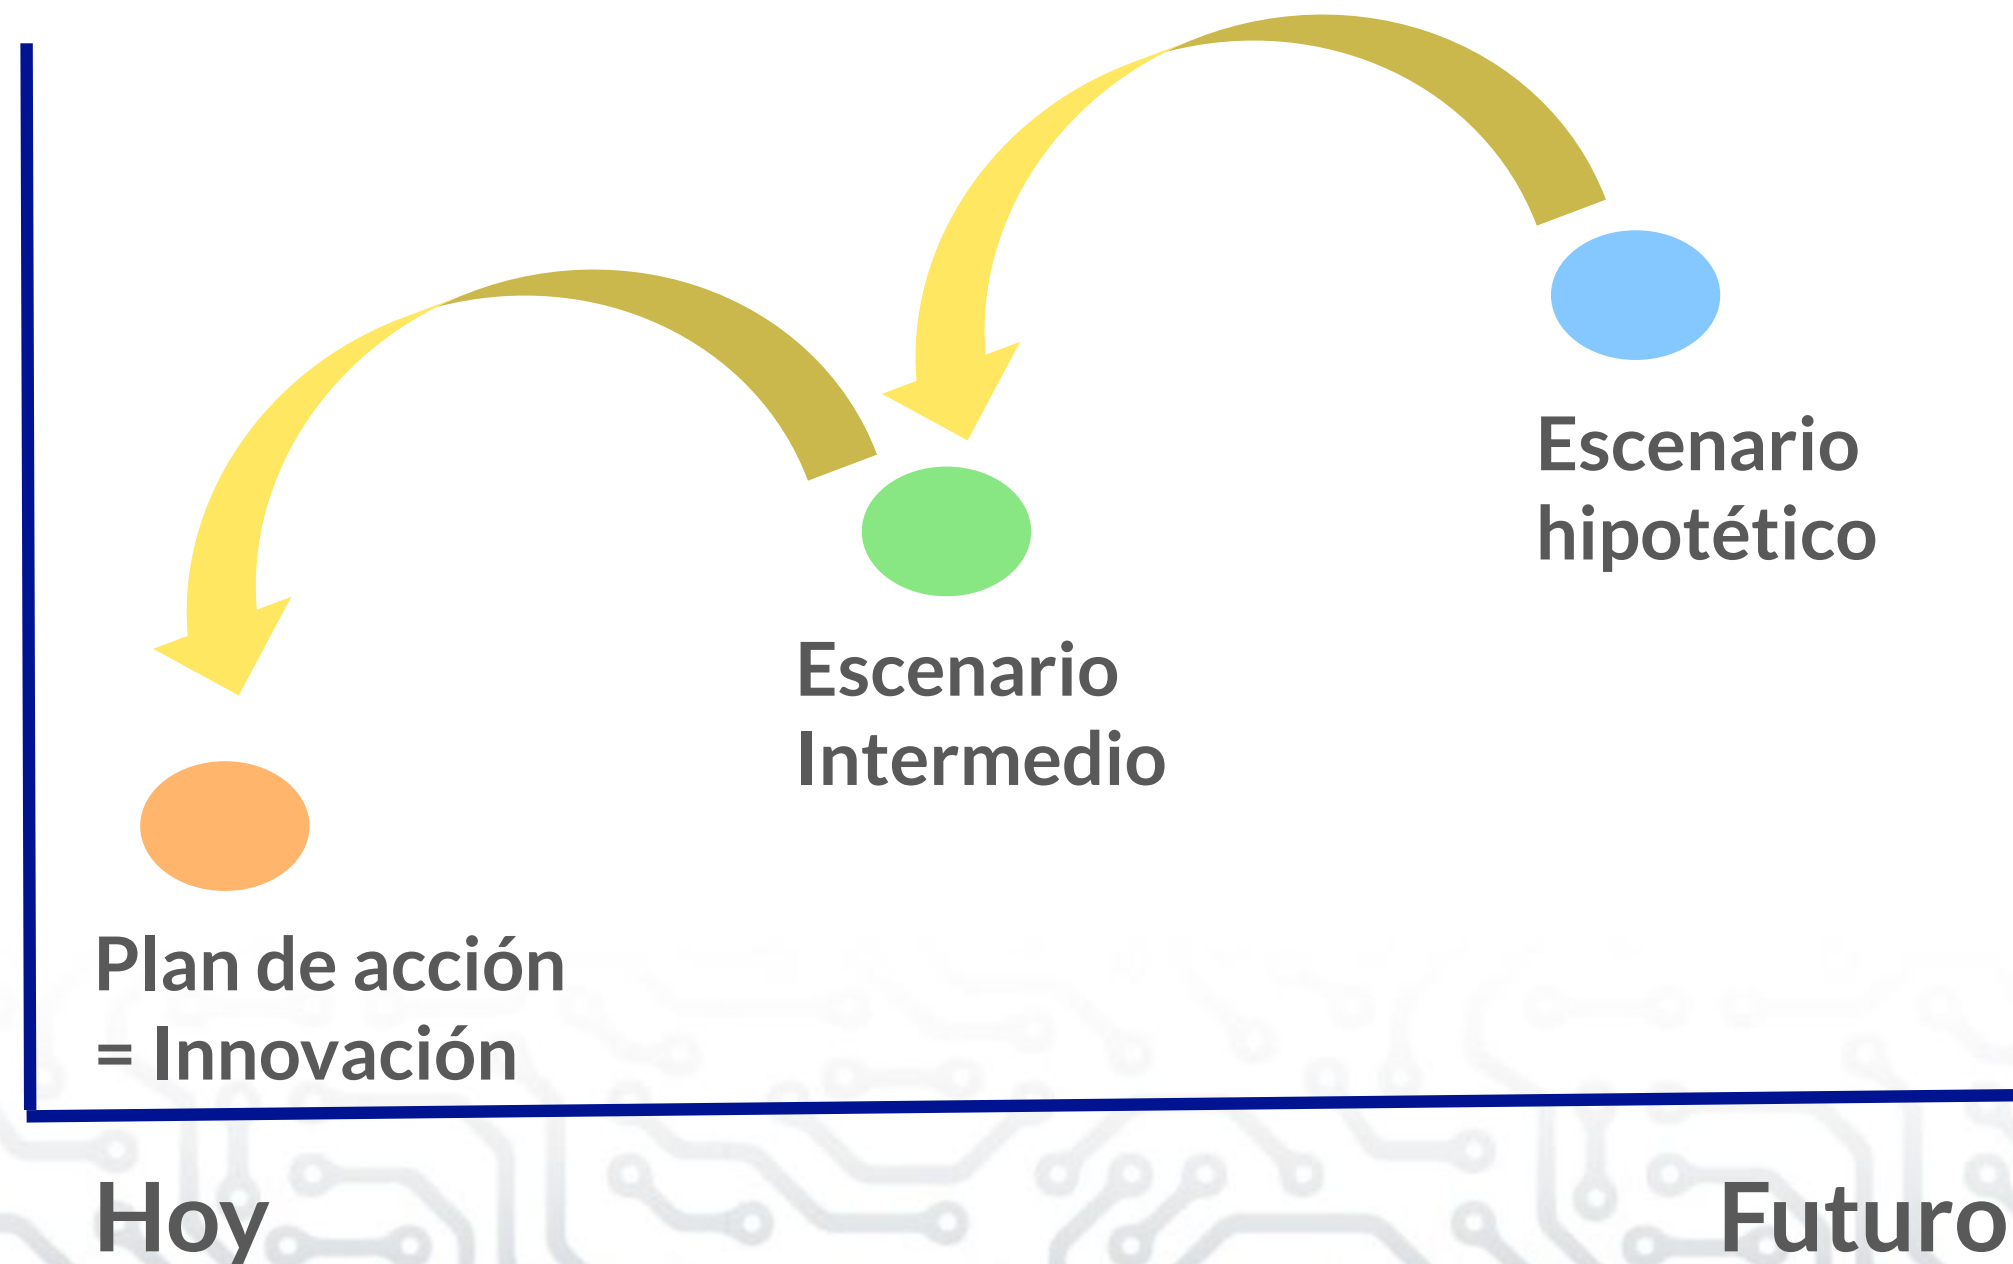 Escenario
hipotético
Escenario
Intermedio
Plan de acción
= Innovación
Hoy
Futuro